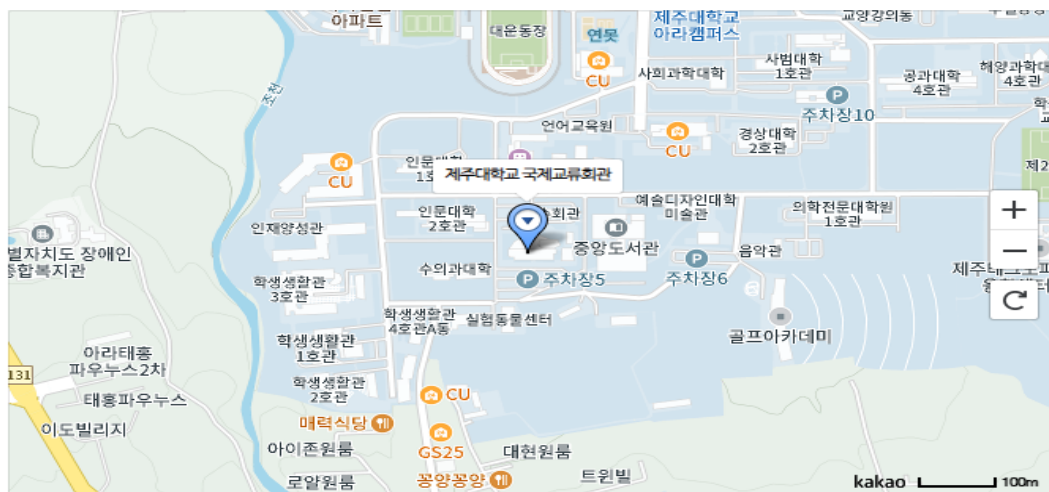 아파트
대운동장
연못
제주대학교
아라캠퍼스
교양강의동
CU
사회과학대학
사범대학
1호관
공과대학
4호관
해양과학대
4호관
조천
주차장10
언어교육원
CU
경상대학
2호관
CU
인문대학
제주대학교 국제교류회관
제2
인문대학
2호관
회관
예술디자인대학
미술관
의학전문대학원
1호관
인재양성관
중앙도서관
음악관
별자치도 장애인
종합복지관
수의과대학
주차장5
주차장6
학생생활관
3호관
학생생활관
4호관A동
실험동물센터
골프아카데미
학생생활관
1호관
아라태홍
파우누스2차
131
학생생활관
2호관
CU
태홍파우누스
매력식당
이도빌리지
GS25
아이존원룸
대현원룸
로얄원룸
꽁양꽁양
트윈빌
kakao
100m